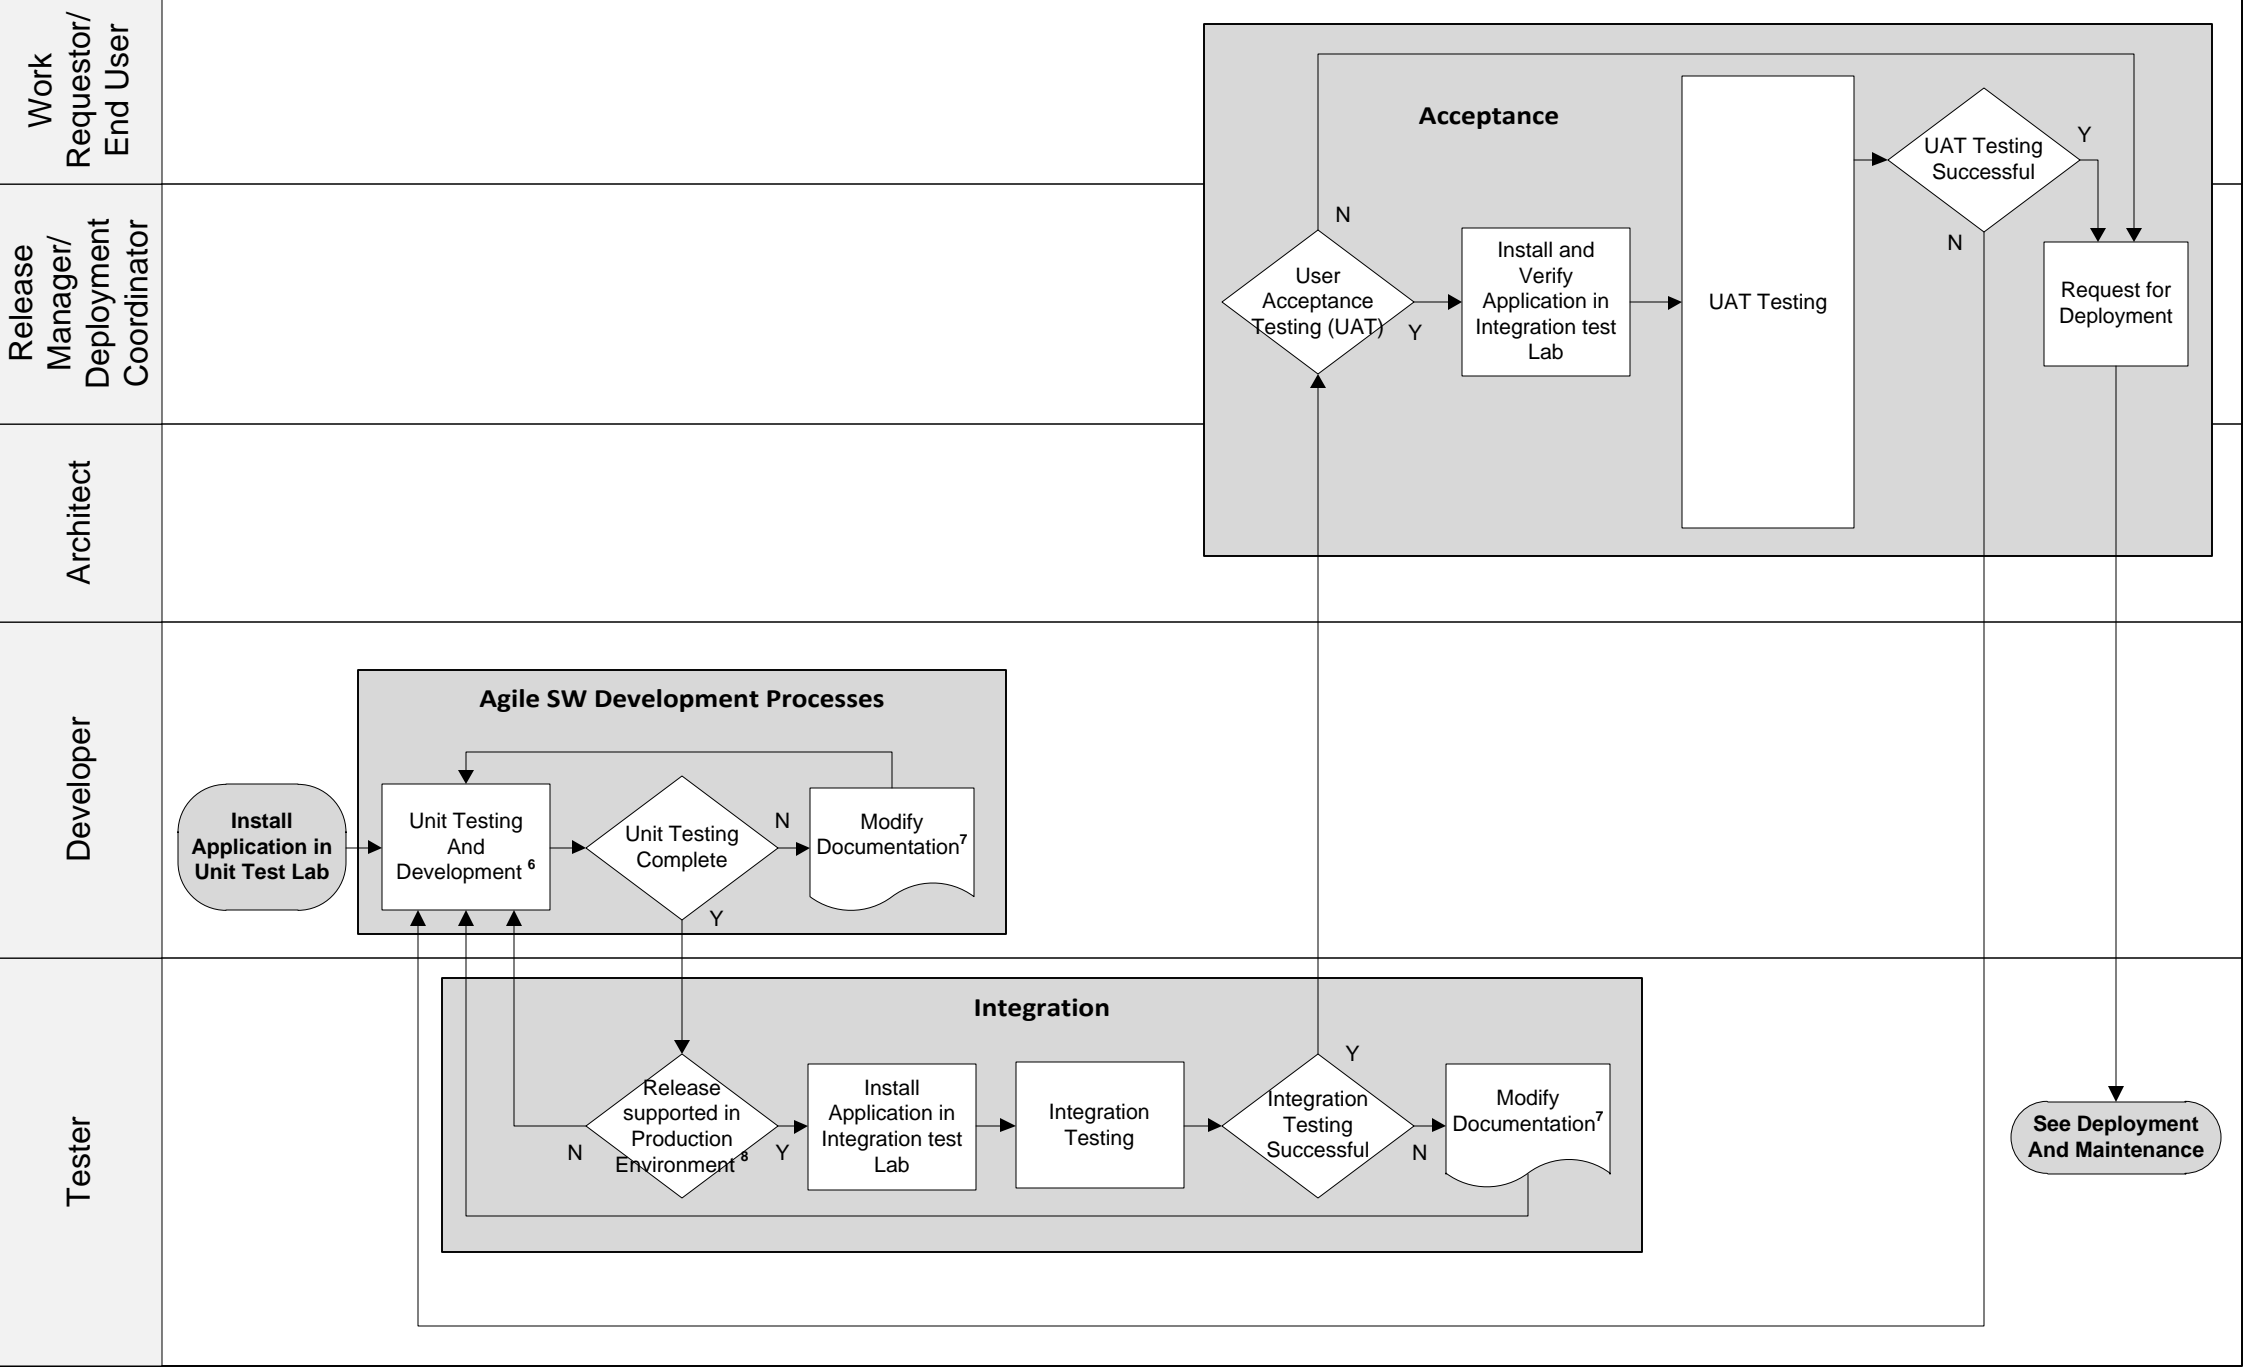 Work
Requestor/
End User
Acceptance
UAT Testing
Successful
Y
N
Release
Manager/
Deployment
Coordinator
N
User
Acceptance
Testing (UAT)
Y
Install and
Verify
Application in
Integration test
Lab
UAT Testing
Request for
Deployment
Architect
Developer
Agile SW Development Processes
Install
Application in
Unit Test Lab
Unit Testing
And
Development 6
Unit Testing
Complete
N
Y
Modify
Documentation7
Tester
Integration
Release
supported in
Production
Environment 8
N
Y
Install
Application in
Integration test
Lab
Integration
Testing
Integration
Testing
Successful
Y
N
Modify
Documentation7
See Deployment
And Maintenance